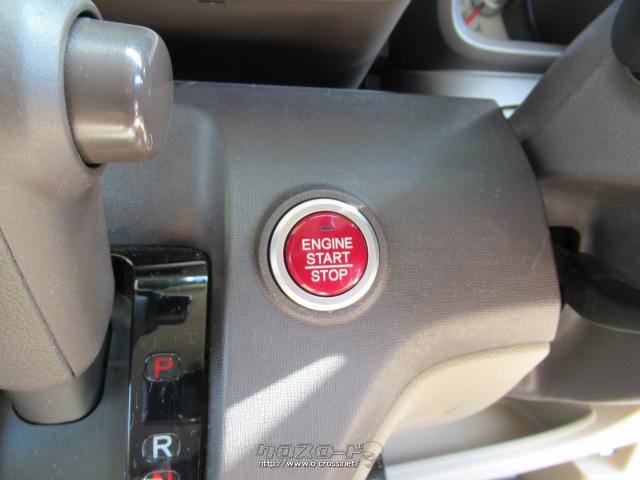 ENGINE
START
STOP
P
R
N
クロスロード
http://www.o-cross.net/